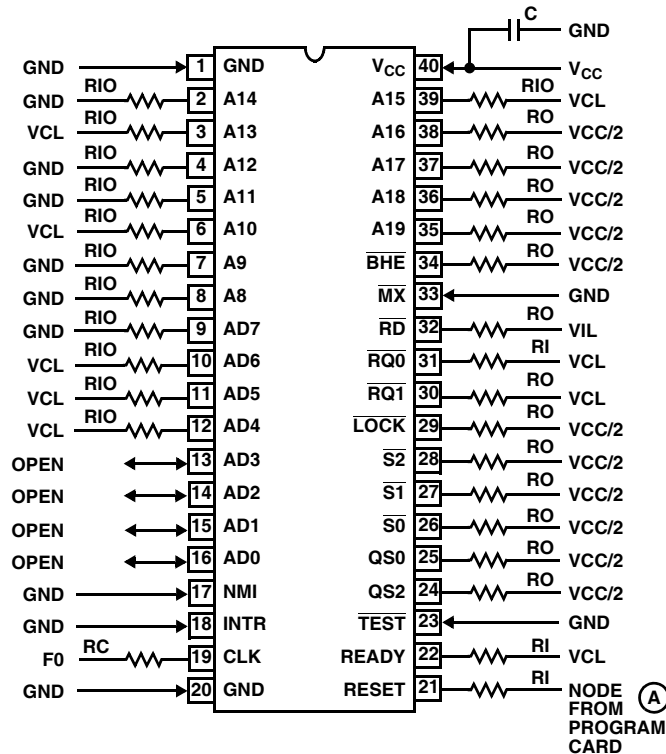 C GND
GND 1 GND V_CC 40 V_CC
GND RIO 2 A14 A15 39 RIO VCL
VCL RIO 3 A13 A16 38 RO VCC/2
GND RIO 4 A12 A17 37 RO VCC/2
GND RIO 5 A11 A18 36 RO VCC/2
VCL RIO 6 A10 A19 35 RO VCC/2
GND RIO 7 A9 BHE 34 RO VCC/2
GND RIO 8 A8 MX 33 GND
GND RIO 9 AD7 RD 32 RO VIL
VCL RIO 10 AD6 RQ0 31 RI VCL
VCL RIO 11 AD5 RQ1 30 RO VCL
VCL RIO 12 AD4 LOCK 29 RO VCC/2
OPEN 13 AD3 S2 28 RO VCC/2
OPEN 14 AD2 S1 27 RO VCC/2
OPEN 15 AD1 S0 26 RO VCC/2
OPEN 16 AD0 QS0 25 RO VCC/2
GND 17 NMI QS2 24 RO VCC/2
GND 18 INTR TEST 23 GND
F0 RC 19 CLK READY 22 RI VCL
GND 20 GND RESET 21 RI NODE A
FROM
PROGRAM
CARD